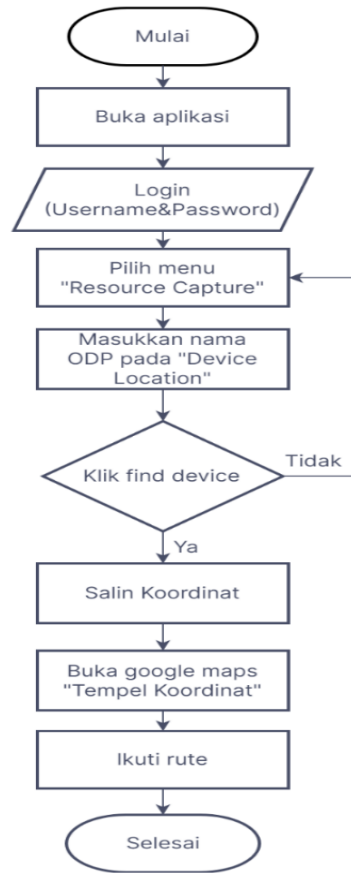 Mulai
Buka aplikasi
Login
(Username&Password)
Pilih menu
"Resource Capture"
Masukkan nama
ODP pada "Device
Location"
Klik find device
Tidak
Ya
Salin Koordinat
Buka google maps
"Tempel Koordinat"
Ikuti rute
Selesai